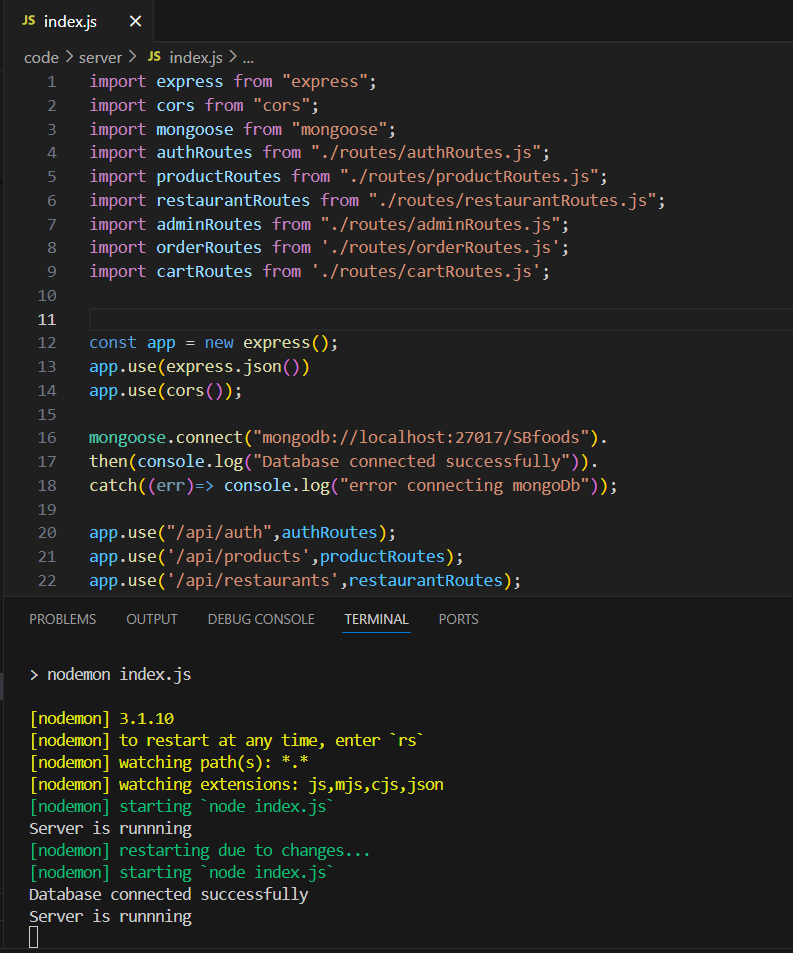 JS index.js ×
code > server > JS index.js > ...
1 import express from "express";
2 import cors from "cors";
3 import mongoose from "mongoose";
4 import authRoutes from "./routes/authRoutes.js";
5 import productRoutes from "./routes/productRoutes.js";
6 import restaurantRoutes from "./routes/restaurantRoutes.js";
7 import adminRoutes from "./routes/adminRoutes.js";
8 import orderRoutes from './routes/orderRoutes.js';
9 import cartRoutes from './routes/cartRoutes.js';
10
11
12 const app = new express();
13 app.use(express.json())
14 app.use(cors());
15
16 mongoose.connect("mongodb://localhost:27017/SBfoods").
17 then(console.log("Database connected successfully")).
18 catch((err)=> console.log("error connecting mongoDb"));
19
20 app.use("/api/auth",authRoutes);
21 app.use('/api/products',productRoutes);
22 app.use('/api/restaurants',restaurantRoutes);
PROBLEMS OUTPUT DEBUG CONSOLE TERMINAL PORTS
> nodemon index.js
[nodemon] 3.1.10
[nodemon] to restart at any time, enter `rs`
[nodemon] watching path(s): *.*
[nodemon] watching extensions: js,mjs,cjs,json
[nodemon] starting `node index.js`
Server is runnning
[nodemon] restarting due to changes...
[nodemon] starting `node index.js`
Database connected successfully
Server is runnning